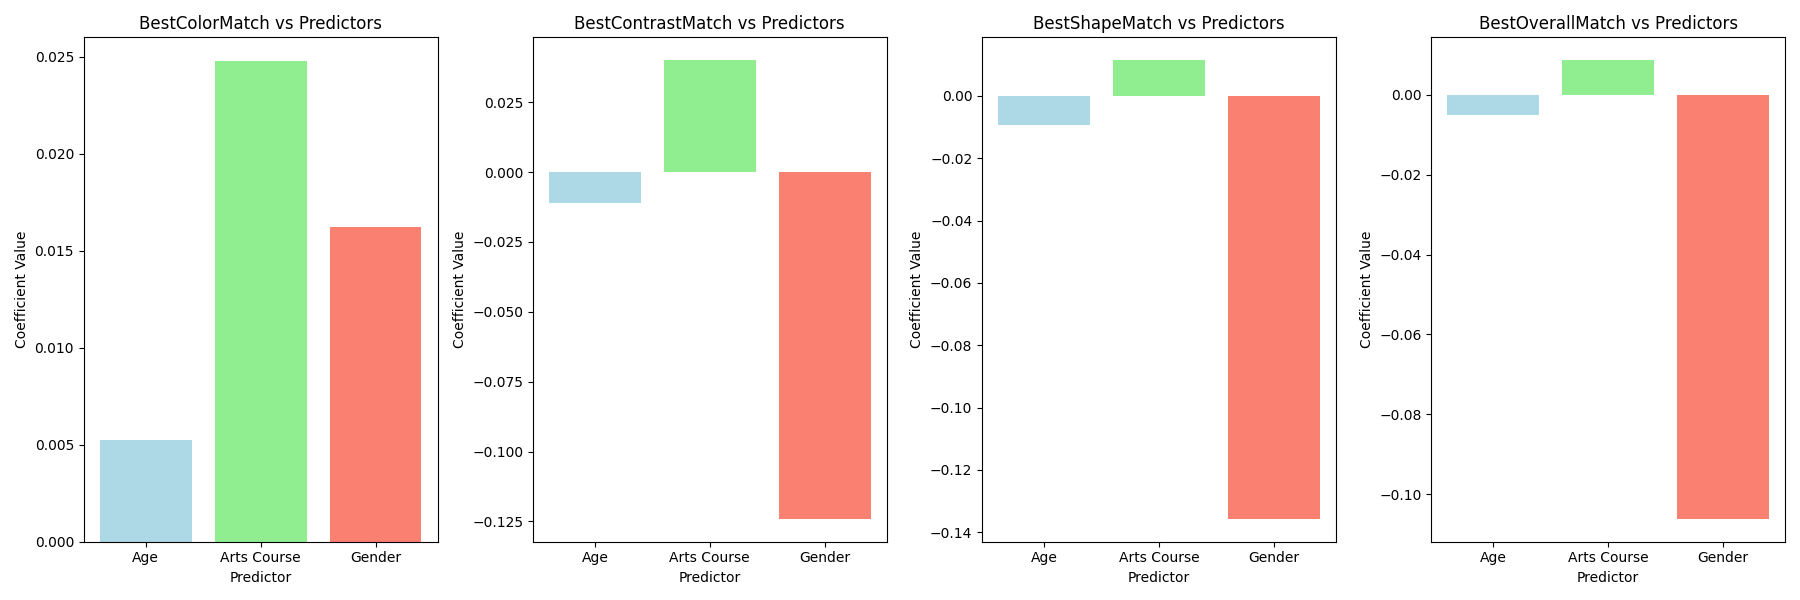 BestColorMatch vs Predictors
Coefficient Value
0.025
0.020
0.015
0.010
0.005
0.000
Age Arts Course Gender
Predictor
BestContrastMatch vs Predictors
Coefficient Value
0.025
0.000
−0.025
−0.050
−0.075
−0.100
−0.125
Age Arts Course Gender
Predictor
BestShapeMatch vs Predictors
Coefficient Value
0.00
−0.02
−0.04
−0.06
−0.08
−0.10
−0.12
−0.14
Age Arts Course Gender
Predictor
BestOverallMatch vs Predictors
Coefficient Value
0.00
−0.02
−0.04
−0.06
−0.08
−0.10
Age Arts Course Gender
Predictor